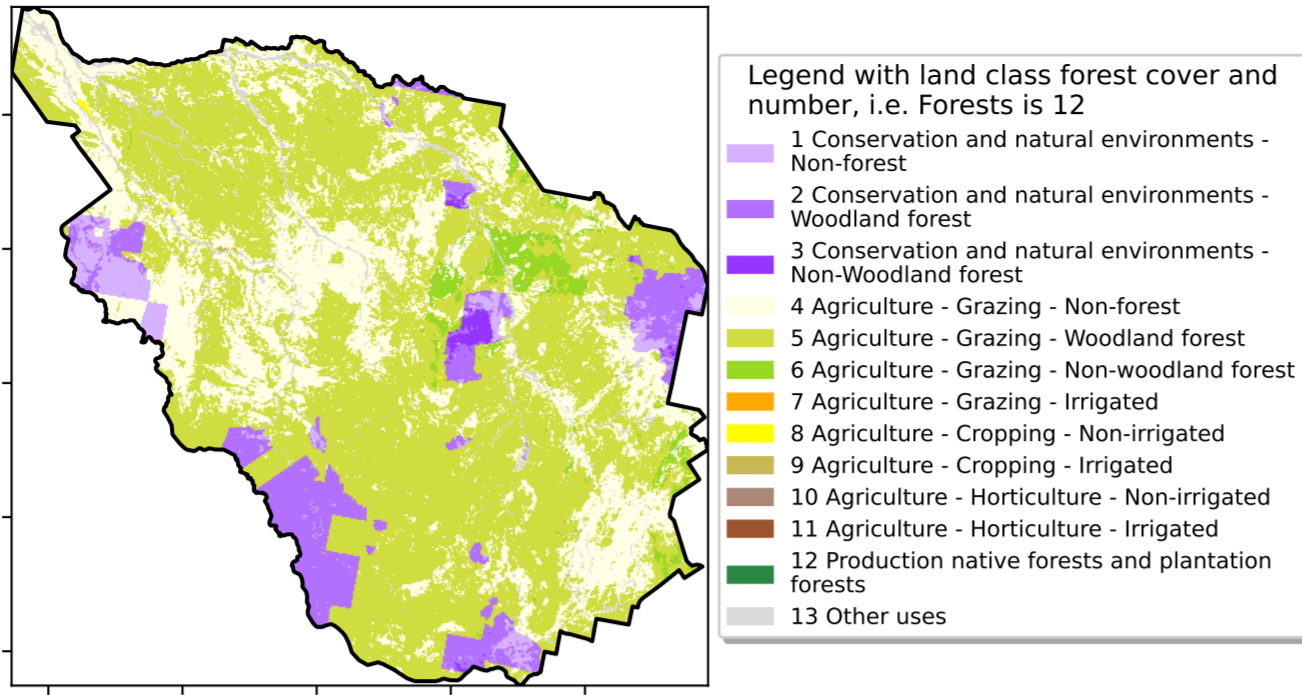 Legend with land class forest cover and
number, i.e. Forests is 12
1 Conservation and natural environments -
Non-forest
2 Conservation and natural environments -
Woodland forest
3 Conservation and natural environments -
Non-Woodland forest
4 Agriculture - Grazing - Non-forest
5 Agriculture - Grazing - Woodland forest
6 Agriculture - Grazing - Non-woodland forest
7 Agriculture - Grazing - Irrigated
8 Agriculture - Cropping - Non-irrigated
9 Agriculture - Cropping - Irrigated
10 Agriculture - Horticulture - Non-irrigated
11 Agriculture - Horticulture - Irrigated
12 Production native forests and plantation
forests
13 Other uses